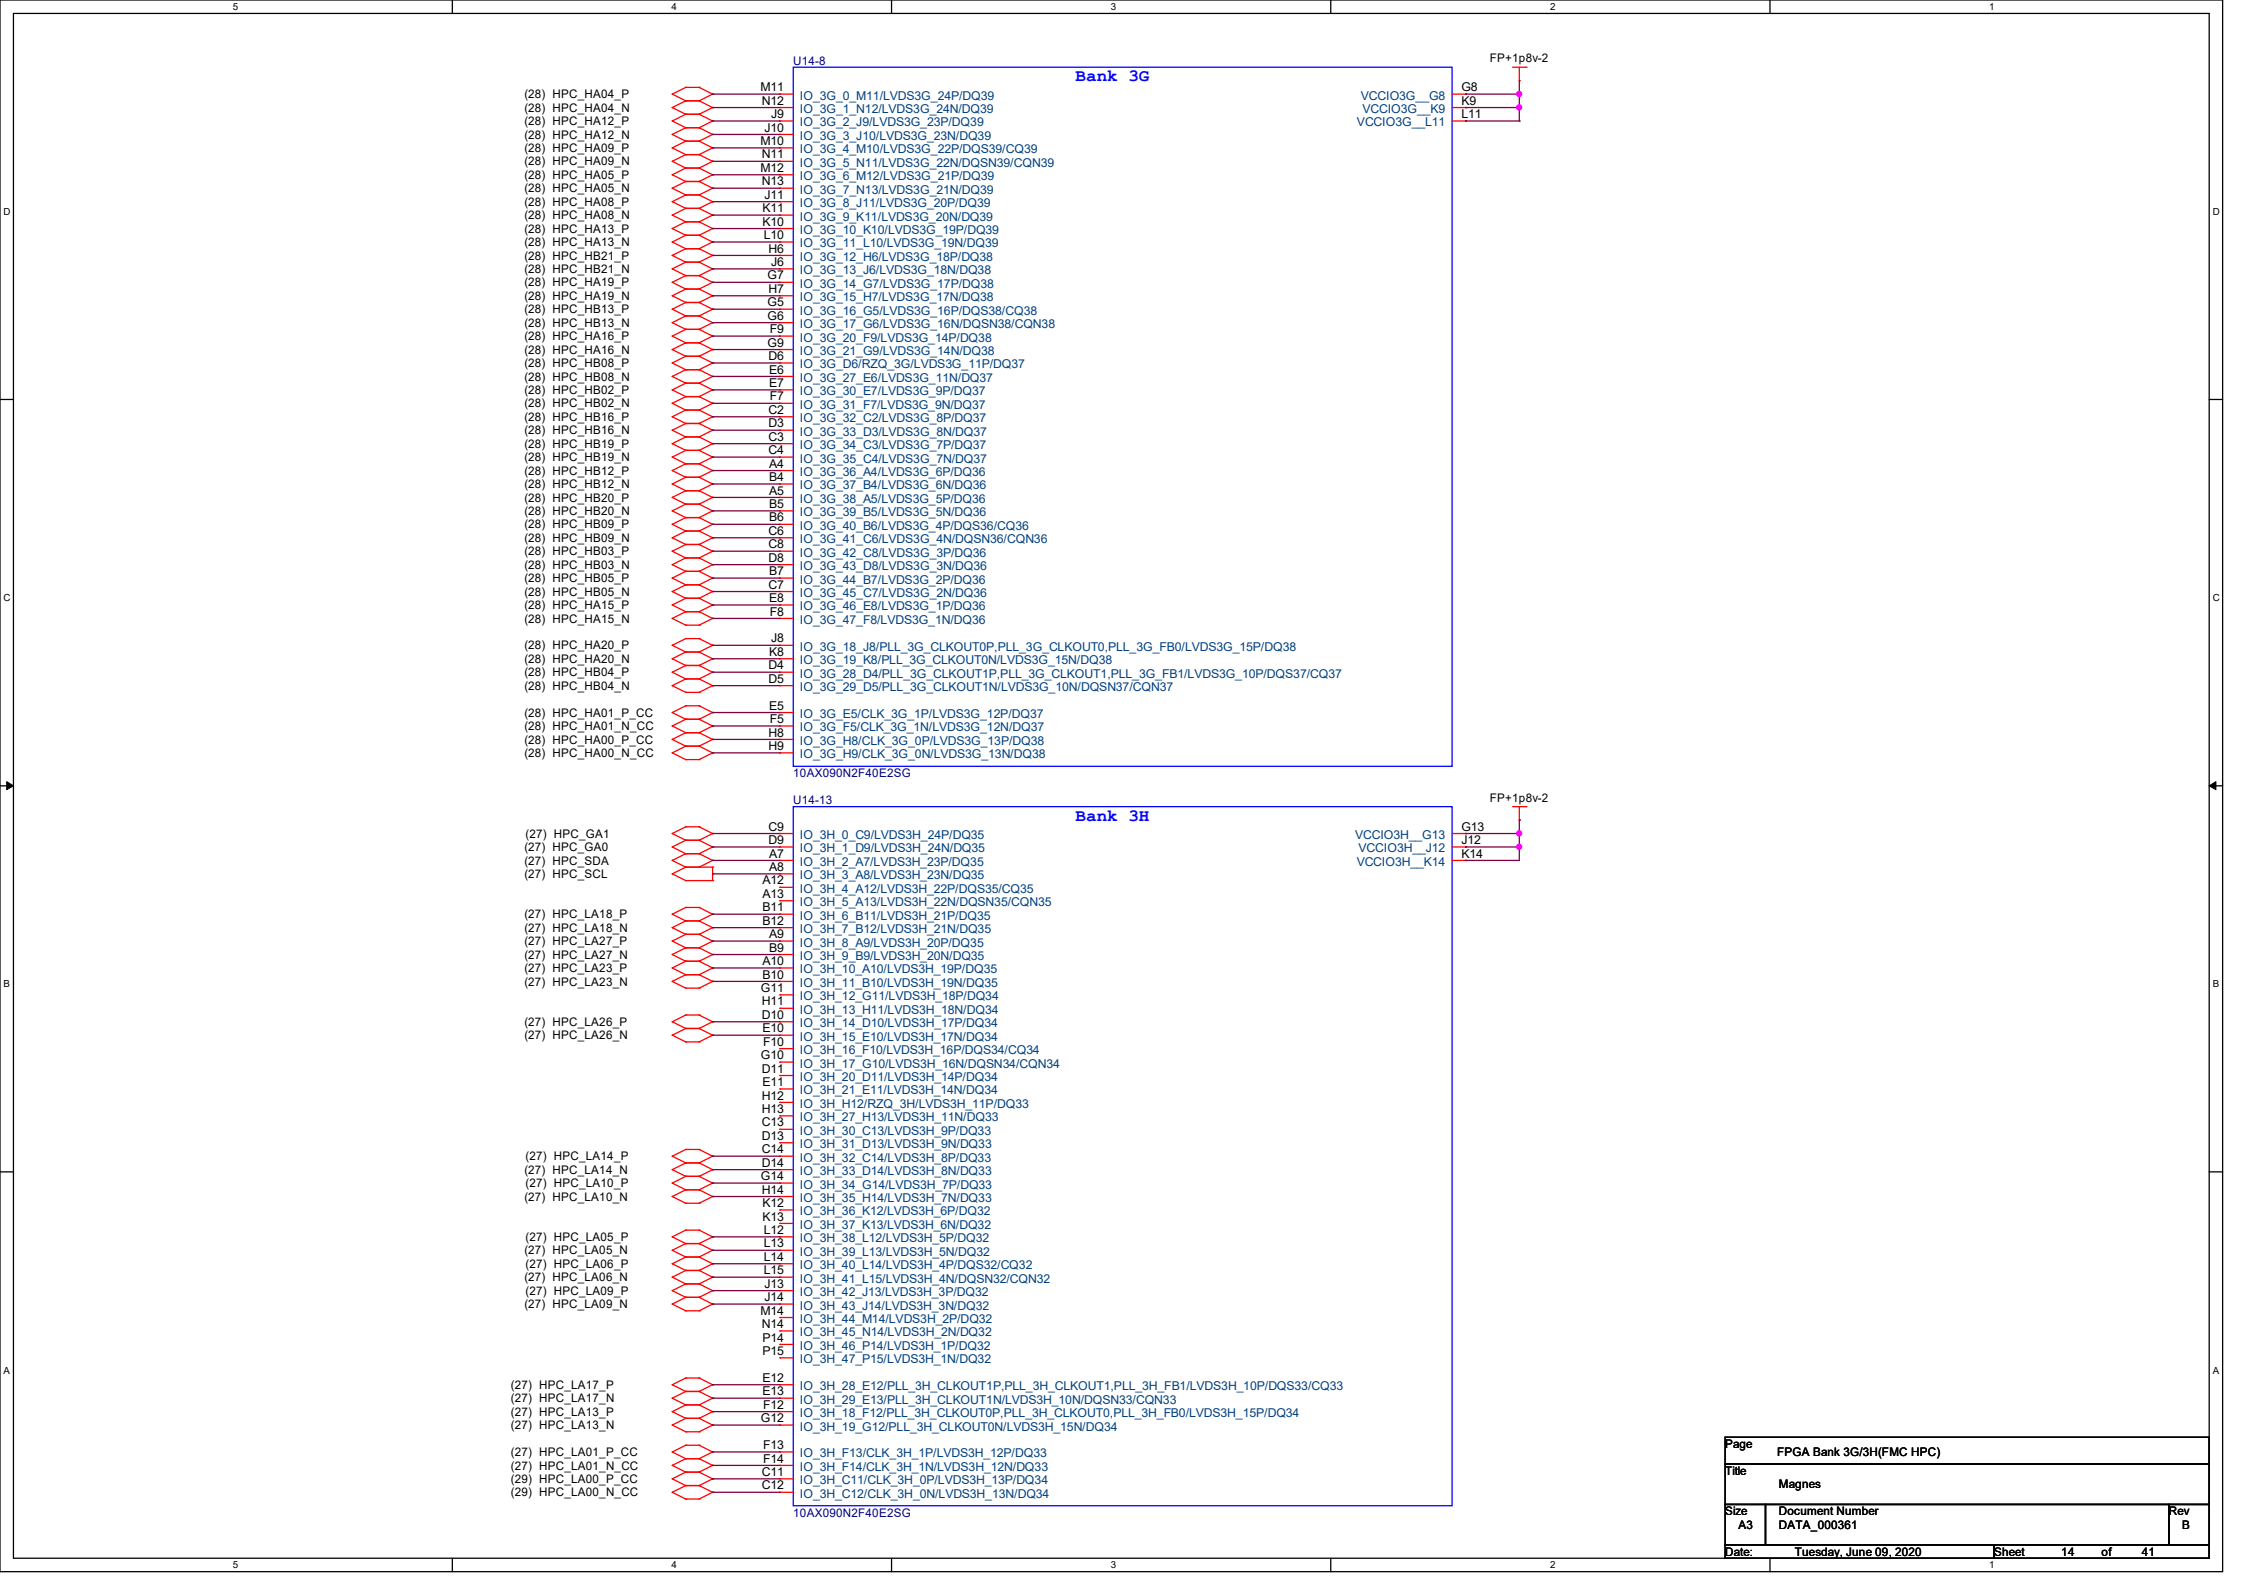 5 4 3 2 1
U14-8 FP+1p8v-2
Bank 3G
(28) HPC_HA04_P M11 IO_3G_0_M11/LVDS3G_24P/DQ39 VCCIO3G__G8 G8
(28) HPC_HA04_N N12 IO_3G_1_N12/LVDS3G_24N/DQ39 VCCIO3G__K9 K9
(28) HPC_HA12_P J9 IO_3G_2_J9/LVDS3G_23P/DQ39 VCCIO3G__L11 L11
(28) HPC_HA12_N J10 IO_3G_3_J10/LVDS3G_23N/DQ39
(28) HPC_HA09_P M10 IO_3G_4_M10/LVDS3G_22P/DQS39/CQ39
(28) HPC_HA09_N N11 IO_3G_5_N11/LVDS3G_22N/DQSN39/CQN39
(28) HPC_HA05_P M12 IO_3G_6_M12/LVDS3G_21P/DQ39
(28) HPC_HA05_N N13 IO_3G_7_N13/LVDS3G_21N/DQ39
(28) HPC_HA08_P J11 IO_3G_8_J11/LVDS3G_20P/DQ39
D D
(28) HPC_HA08_N K11 IO_3G_9_K11/LVDS3G_20N/DQ39
(28) HPC_HA13_P K10 IO_3G_10_K10/LVDS3G_19P/DQ39
(28) HPC_HA13_N L10 IO_3G_11_L10/LVDS3G_19N/DQ39
(28) HPC_HB21_P H6 IO_3G_12_H6/LVDS3G_18P/DQ38
(28) HPC_HB21_N J6 IO_3G_13_J6/LVDS3G_18N/DQ38
(28) HPC_HA19_P G7 IO_3G_14_G7/LVDS3G_17P/DQ38
(28) HPC_HA19_N H7 IO_3G_15_H7/LVDS3G_17N/DQ38
(28) HPC_HB13_P G5 IO_3G_16_G5/LVDS3G_16P/DQS38/CQ38
(28) HPC_HB13_N G6 IO_3G_17_G6/LVDS3G_16N/DQSN38/CQN38
(28) HPC_HA16_P F9 IO_3G_20_F9/LVDS3G_14P/DQ38
(28) HPC_HA16_N G9 IO_3G_21_G9/LVDS3G_14N/DQ38
(28) HPC_HB08_P D6 IO_3G_D6/RZQ_3G/LVDS3G_11P/DQ37
(28) HPC_HB08_N E6 IO_3G_27_E6/LVDS3G_11N/DQ37
(28) HPC_HB02_P E7 IO_3G_30_E7/LVDS3G_9P/DQ37
(28) HPC_HB02_N F7 IO_3G_31_F7/LVDS3G_9N/DQ37
(28) HPC_HB16_P C2 IO_3G_32_C2/LVDS3G_8P/DQ37
(28) HPC_HB16_N D3 IO_3G_33_D3/LVDS3G_8N/DQ37
(28) HPC_HB19_P C3 IO_3G_34_C3/LVDS3G_7P/DQ37
(28) HPC_HB19_N C4 IO_3G_35_C4/LVDS3G_7N/DQ37
(28) HPC_HB12_P A4 IO_3G_36_A4/LVDS3G_6P/DQ36
(28) HPC_HB12_N B4 IO_3G_37_B4/LVDS3G_6N/DQ36
(28) HPC_HB20_P A5 IO_3G_38_A5/LVDS3G_5P/DQ36
(28) HPC_HB20_N B5 IO_3G_39_B5/LVDS3G_5N/DQ36
(28) HPC_HB09_P B6 IO_3G_40_B6/LVDS3G_4P/DQS36/CQ36
(28) HPC_HB09_N C6 IO_3G_41_C6/LVDS3G_4N/DQSN36/CQN36
(28) HPC_HB03_P C8 IO_3G_42_C8/LVDS3G_3P/DQ36
(28) HPC_HB03_N D8 IO_3G_43_D8/LVDS3G_3N/DQ36
(28) HPC_HB05_P B7 IO_3G_44_B7/LVDS3G_2P/DQ36
(28) HPC_HB05_N C7 IO_3G_45_C7/LVDS3G_2N/DQ36
C C
(28) HPC_HA15_P E8 IO_3G_46_E8/LVDS3G_1P/DQ36
(28) HPC_HA15_N F8 IO_3G_47_F8/LVDS3G_1N/DQ36
(28) HPC_HA20_P J8 IO_3G_18_J8/PLL_3G_CLKOUT0P,PLL_3G_CLKOUT0,PLL_3G_FB0/LVDS3G_15P/DQ38
(28) HPC_HA20_N K8 IO_3G_19_K8/PLL_3G_CLKOUT0N/LVDS3G_15N/DQ38
(28) HPC_HB04_P D4 IO_3G_28_D4/PLL_3G_CLKOUT1P,PLL_3G_CLKOUT1,PLL_3G_FB1/LVDS3G_10P/DQS37/CQ37
(28) HPC_HB04_N D5 IO_3G_29_D5/PLL_3G_CLKOUT1N/LVDS3G_10N/DQSN37/CQN37
(28) HPC_HA01_P_CC E5 IO_3G_E5/CLK_3G_1P/LVDS3G_12P/DQ37
(28) HPC_HA01_N_CC F5 IO_3G_F5/CLK_3G_1N/LVDS3G_12N/DQ37
(28) HPC_HA00_P_CC H8 IO_3G_H8/CLK_3G_0P/LVDS3G_13P/DQ38
(28) HPC_HA00_N_CC H9 IO_3G_H9/CLK_3G_0N/LVDS3G_13N/DQ38
10AX090N2F40E2SG
U14-13 FP+1p8v-2
Bank 3H
(27) HPC_GA1 C9 IO_3H_0_C9/LVDS3H_24P/DQ35 VCCIO3H__G13 G13
(27) HPC_GA0 D9 IO_3H_1_D9/LVDS3H_24N/DQ35 VCCIO3H__J12 J12
(27) HPC_SDA A7 IO_3H_2_A7/LVDS3H_23P/DQ35 VCCIO3H__K14 K14
(27) HPC_SCL A8 IO_3H_3_A8/LVDS3H_23N/DQ35
A12 IO_3H_4_A12/LVDS3H_22P/DQS35/CQ35
A13 IO_3H_5_A13/LVDS3H_22N/DQSN35/CQN35
(27) HPC_LA18_P B11 IO_3H_6_B11/LVDS3H_21P/DQ35
(27) HPC_LA18_N B12 IO_3H_7_B12/LVDS3H_21N/DQ35
(27) HPC_LA27_P A9 IO_3H_8_A9/LVDS3H_20P/DQ35
(27) HPC_LA27_N B9 IO_3H_9_B9/LVDS3H_20N/DQ35
(27) HPC_LA23_P A10 IO_3H_10_A10/LVDS3H_19P/DQ35
(27) HPC_LA23_N B10 IO_3H_11_B10/LVDS3H_19N/DQ35
B B
G11 IO_3H_12_G11/LVDS3H_18P/DQ34
H11 IO_3H_13_H11/LVDS3H_18N/DQ34
(27) HPC_LA26_P D10 IO_3H_14_D10/LVDS3H_17P/DQ34
(27) HPC_LA26_N E10 IO_3H_15_E10/LVDS3H_17N/DQ34
F10 IO_3H_16_F10/LVDS3H_16P/DQS34/CQ34
G10 IO_3H_17_G10/LVDS3H_16N/DQSN34/CQN34
D11 IO_3H_20_D11/LVDS3H_14P/DQ34
E11 IO_3H_21_E11/LVDS3H_14N/DQ34
H12 IO_3H_H12/RZQ_3H/LVDS3H_11P/DQ33
H13 IO_3H_27_H13/LVDS3H_11N/DQ33
C13 IO_3H_30_C13/LVDS3H_9P/DQ33
D13 IO_3H_31_D13/LVDS3H_9N/DQ33
(27) HPC_LA14_P C14 IO_3H_32_C14/LVDS3H_8P/DQ33
(27) HPC_LA14_N D14 IO_3H_33_D14/LVDS3H_8N/DQ33
(27) HPC_LA10_P G14 IO_3H_34_G14/LVDS3H_7P/DQ33
(27) HPC_LA10_N H14 IO_3H_35_H14/LVDS3H_7N/DQ33
K12 IO_3H_36_K12/LVDS3H_6P/DQ32
K13 IO_3H_37_K13/LVDS3H_6N/DQ32
(27) HPC_LA05_P L12 IO_3H_38_L12/LVDS3H_5P/DQ32
(27) HPC_LA05_N L13 IO_3H_39_L13/LVDS3H_5N/DQ32
(27) HPC_LA06_P L14 IO_3H_40_L14/LVDS3H_4P/DQS32/CQ32
(27) HPC_LA06_N L15 IO_3H_41_L15/LVDS3H_4N/DQSN32/CQN32
(27) HPC_LA09_P J13 IO_3H_42_J13/LVDS3H_3P/DQ32
(27) HPC_LA09_N J14 IO_3H_43_J14/LVDS3H_3N/DQ32
M14 IO_3H_44_M14/LVDS3H_2P/DQ32
N14 IO_3H_45_N14/LVDS3H_2N/DQ32
P14 IO_3H_46_P14/LVDS3H_1P/DQ32
P15 IO_3H_47_P15/LVDS3H_1N/DQ32
A A
(27) HPC_LA17_P E12 IO_3H_28_E12/PLL_3H_CLKOUT1P,PLL_3H_CLKOUT1,PLL_3H_FB1/LVDS3H_10P/DQS33/CQ33
(27) HPC_LA17_N E13 IO_3H_29_E13/PLL_3H_CLKOUT1N/LVDS3H_10N/DQSN33/CQN33
(27) HPC_LA13_P F12 IO_3H_18_F12/PLL_3H_CLKOUT0P,PLL_3H_CLKOUT0,PLL_3H_FB0/LVDS3H_15P/DQ34
(27) HPC_LA13_N G12 IO_3H_19_G12/PLL_3H_CLKOUT0N/LVDS3H_15N/DQ34
(27) HPC_LA01_P_CC F13 IO_3H_F13/CLK_3H_1P/LVDS3H_12P/DQ33
(27) HPC_LA01_N_CC F14 IO_3H_F14/CLK_3H_1N/LVDS3H_12N/DQ33
(29) HPC_LA00_P_CC C11 IO_3H_C11/CLK_3H_0P/LVDS3H_13P/DQ34
(29) HPC_LA00_N_CC C12 IO_3H_C12/CLK_3H_0N/LVDS3H_13N/DQ34
10AX090N2F40E2SG
Page FPGA Bank 3G/3H(FMC HPC)
Title
Magnes
Size Document Number Rev
A3 DATA_000361 B
Date: Tuesday, June 09, 2020 Sheet 14 of 41
5 4 3 2 1